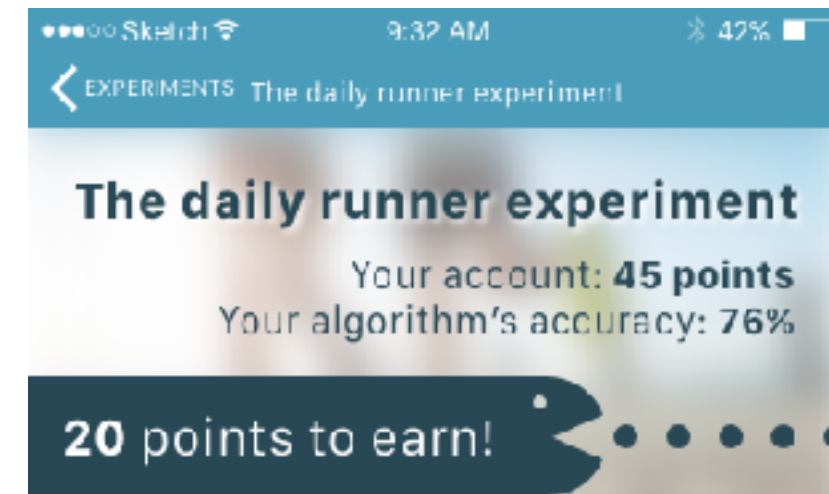 Sketch 9:32 AM 42%
EXPERIMENTS The daily runner experiment
The daily runner experiment
Your account: 45 points
Your algorithm's accuracy: 76%
20 points to earn!